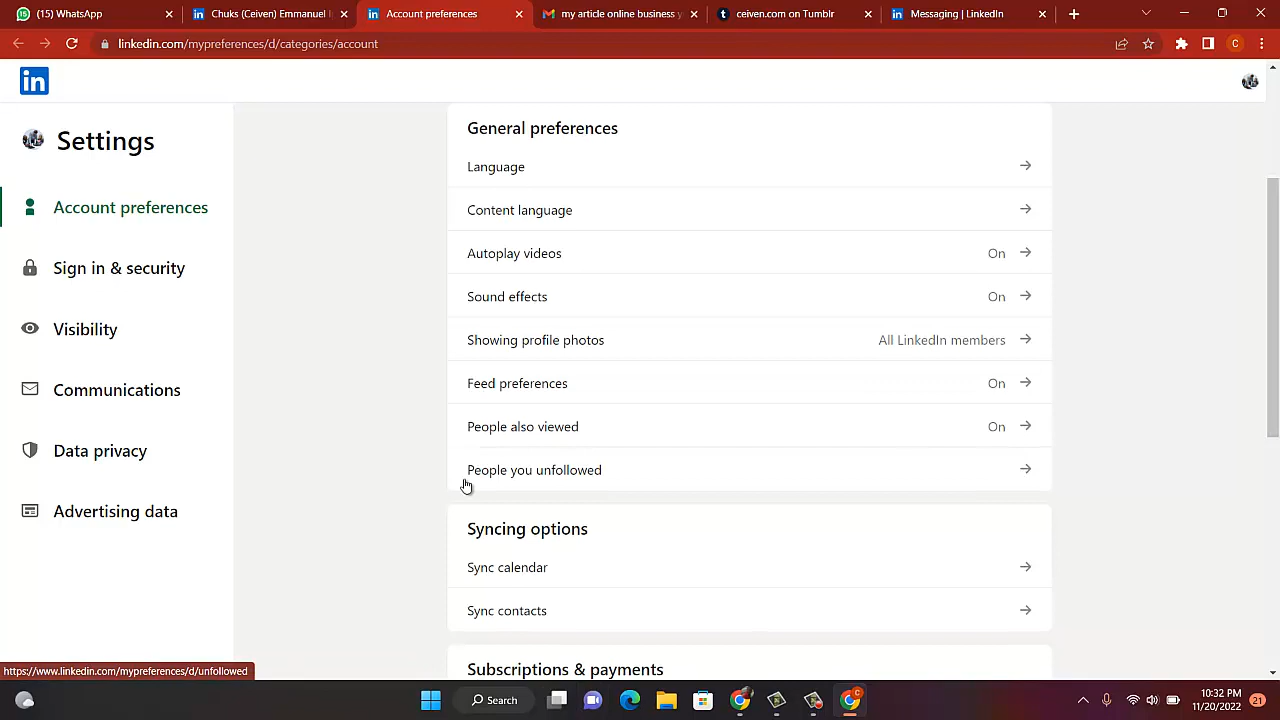 (15) WhatsApp
Chuks (Ceiven) Emmanuel
Account preferences
my article online business
ceiven.com on Tumblr
Messaging | LinkedIn
linkedin.com/mypreferences/d/categories/account
C
in
Settings
Account preferences
Sign in & security
Visibility
Communications
Data privacy
Advertising data
General preferences
Language
Content language
Autoplay videos On
Sound effects On
Showing profile photos All LinkedIn members
Feed preferences On
People also viewed On
People you unfollowed
Syncing options
Sync calendar
Sync contacts
Subscriptions & payments
https://www.linkedin.com/mypreferences/d/unfollowed
Search
10:32 PM
11/20/2022
21